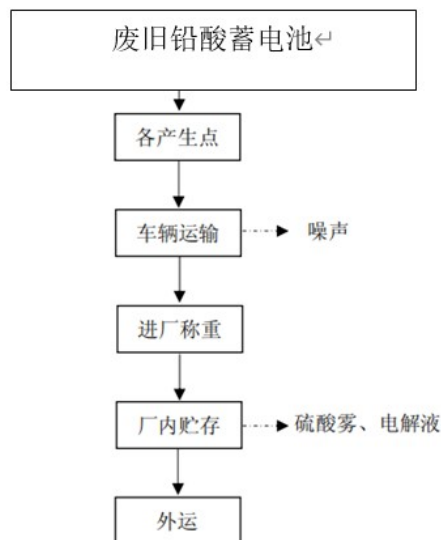 废旧铅酸蓄电池↵
各产生点
车辆运输
噪声
进厂称重
厂内贮存
硫酸雾、电解液
外运